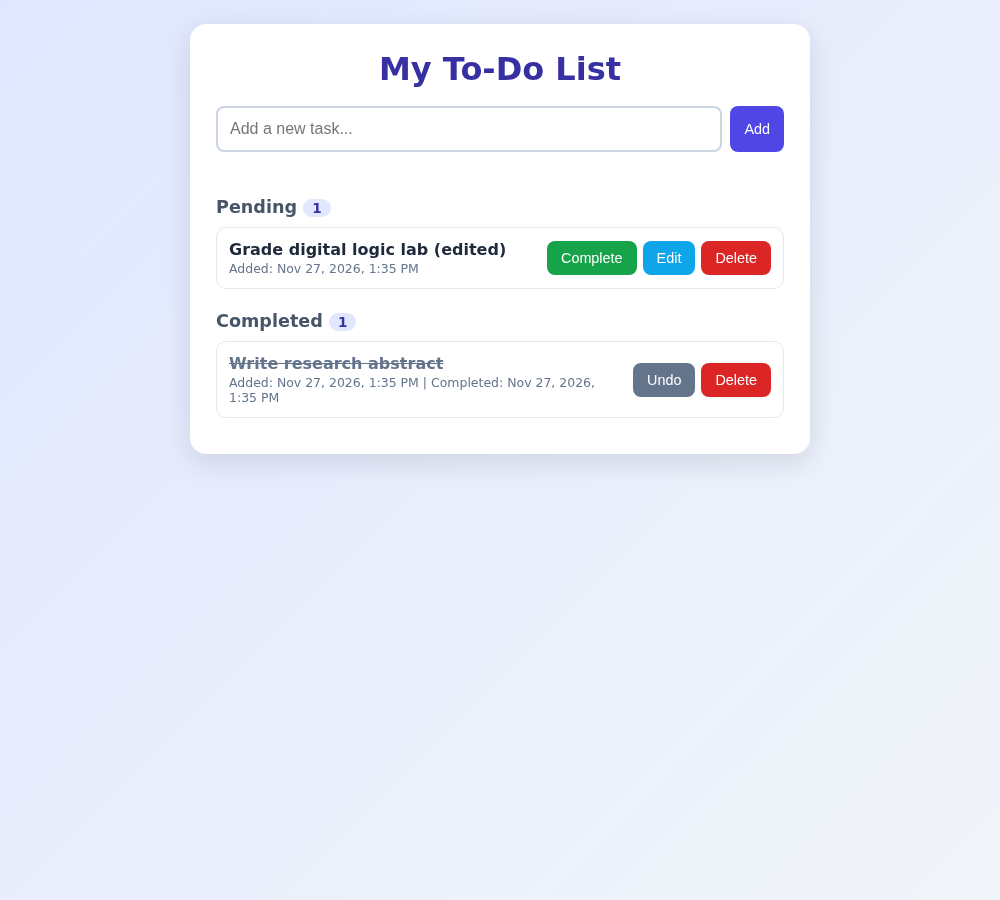 My To-Do List
Add a new task...
Add
Pending 1
Grade digital logic lab (edited)
Added: Nov 27, 2026, 1:35 PM
Complete
Edit
Delete
Completed 1
Write research abstract
Added: Nov 27, 2026, 1:35 PM | Completed: Nov 27, 2026,
1:35 PM
Undo
Delete